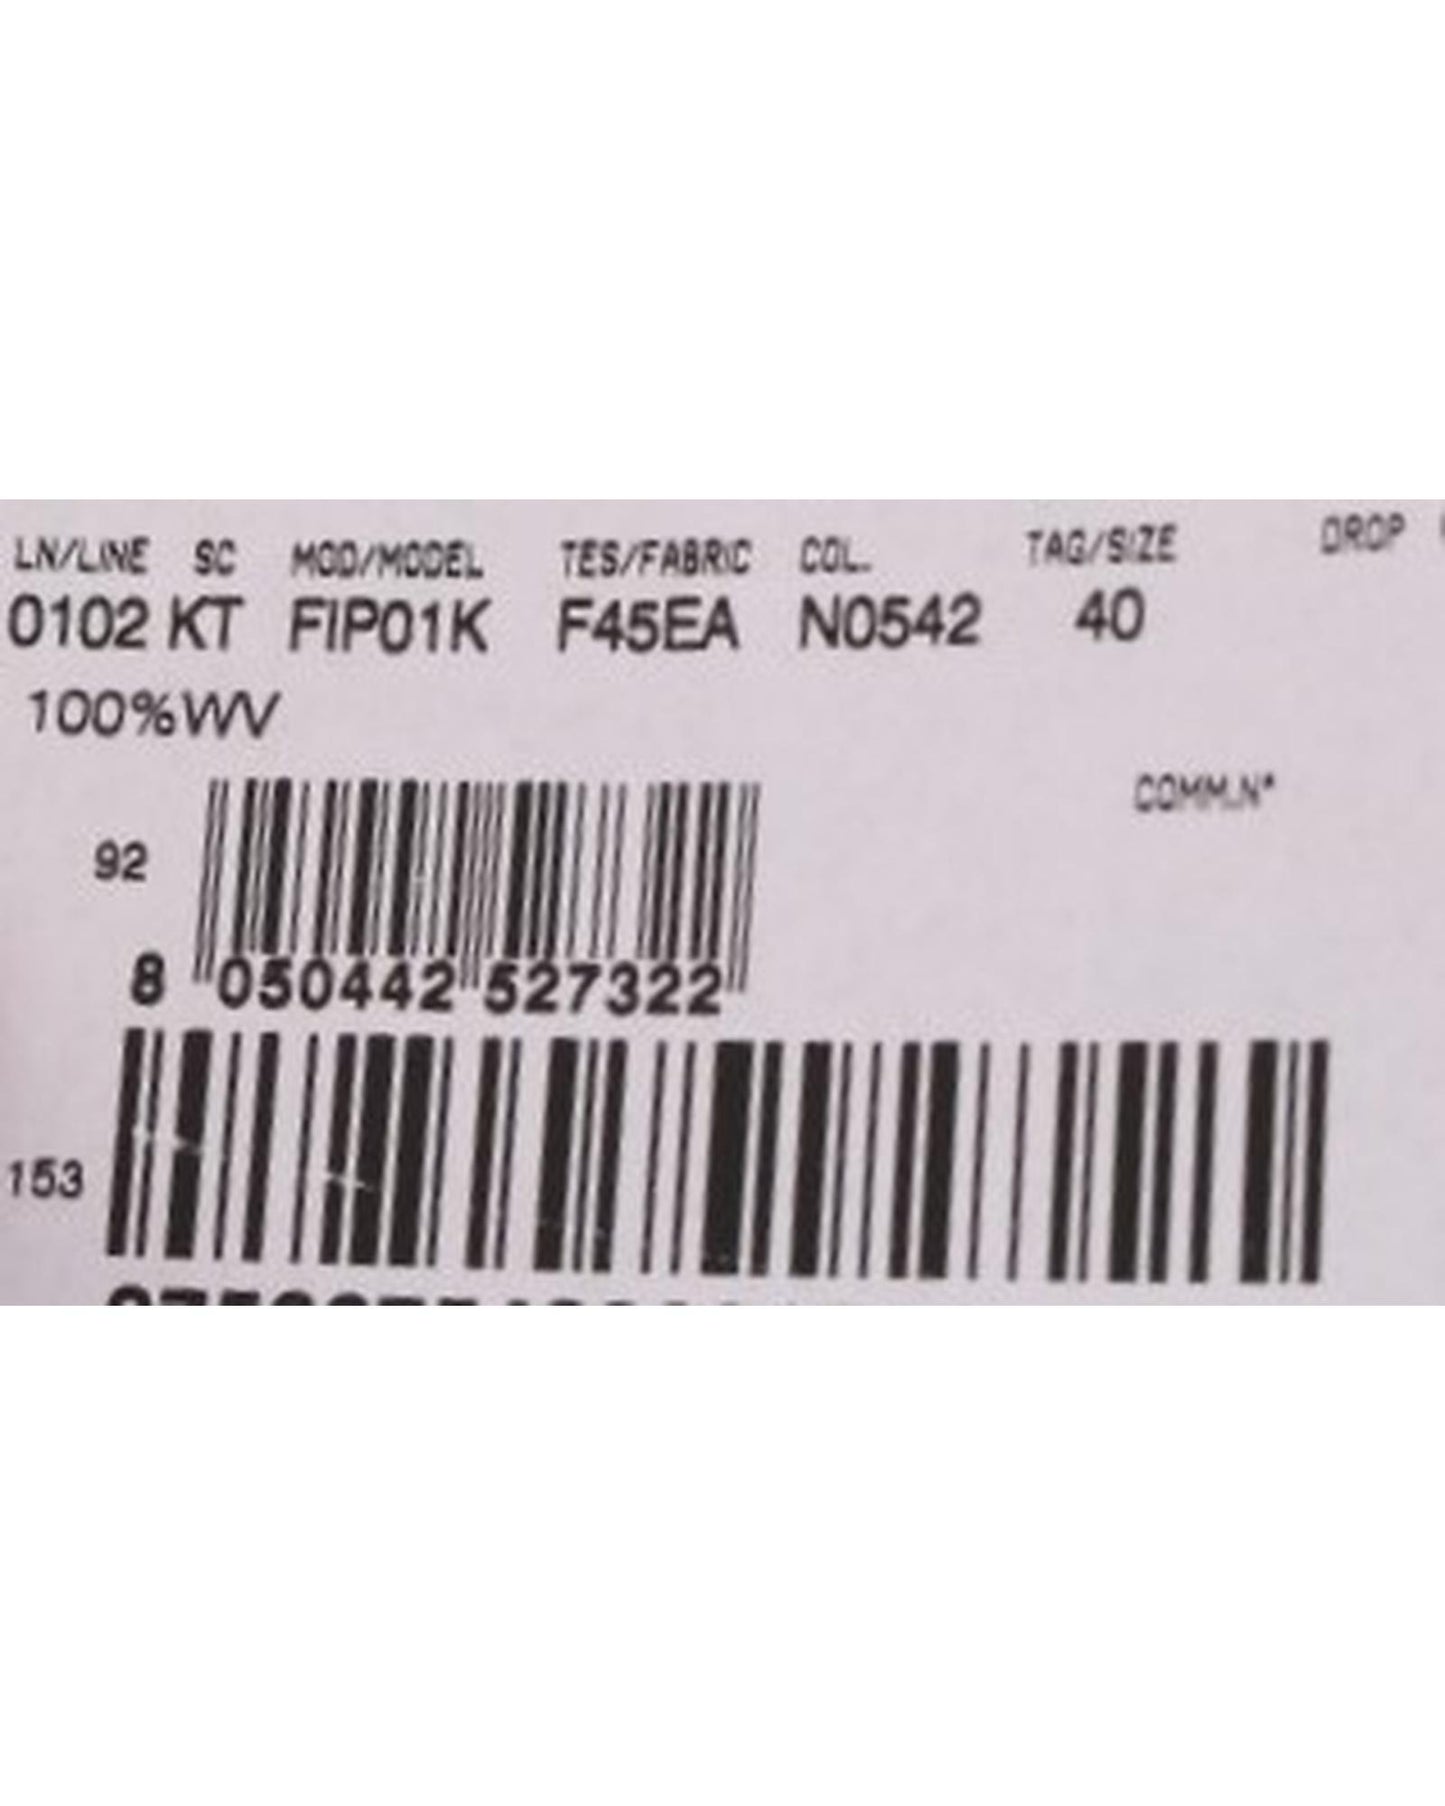 LN/LINE SC MOD/MODEL TES/FABRIC COL. TAG/SIZE DROP
0102 KT FIP01K F45EA N0542 40
100%WV
COMM.N°
92
8 050442 527322
153